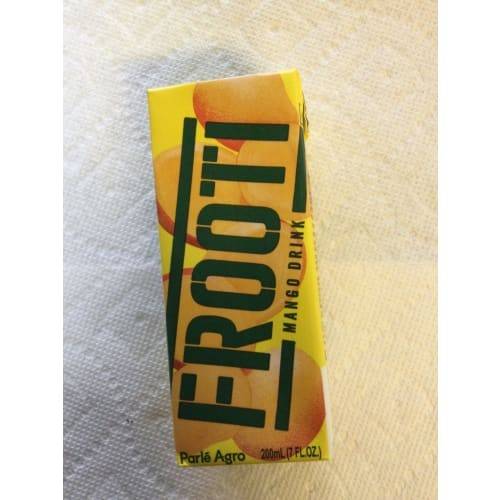 FROOTI
MANGO DRINK
Parlé Agro
200mL(7 FL.OZ.)